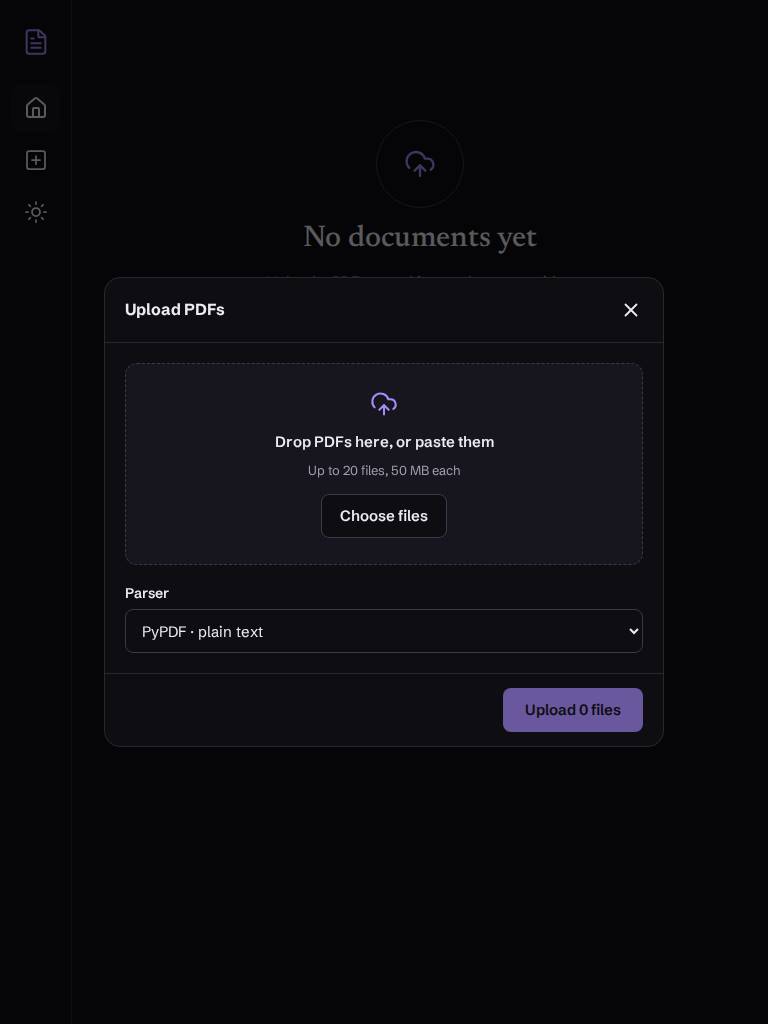 No documents yet
Upload PDFs
Drop PDFs here, or paste them
Up to 20 files, 50 MB each
Choose files
Parser
PyPDF · plain text
Upload 0 files